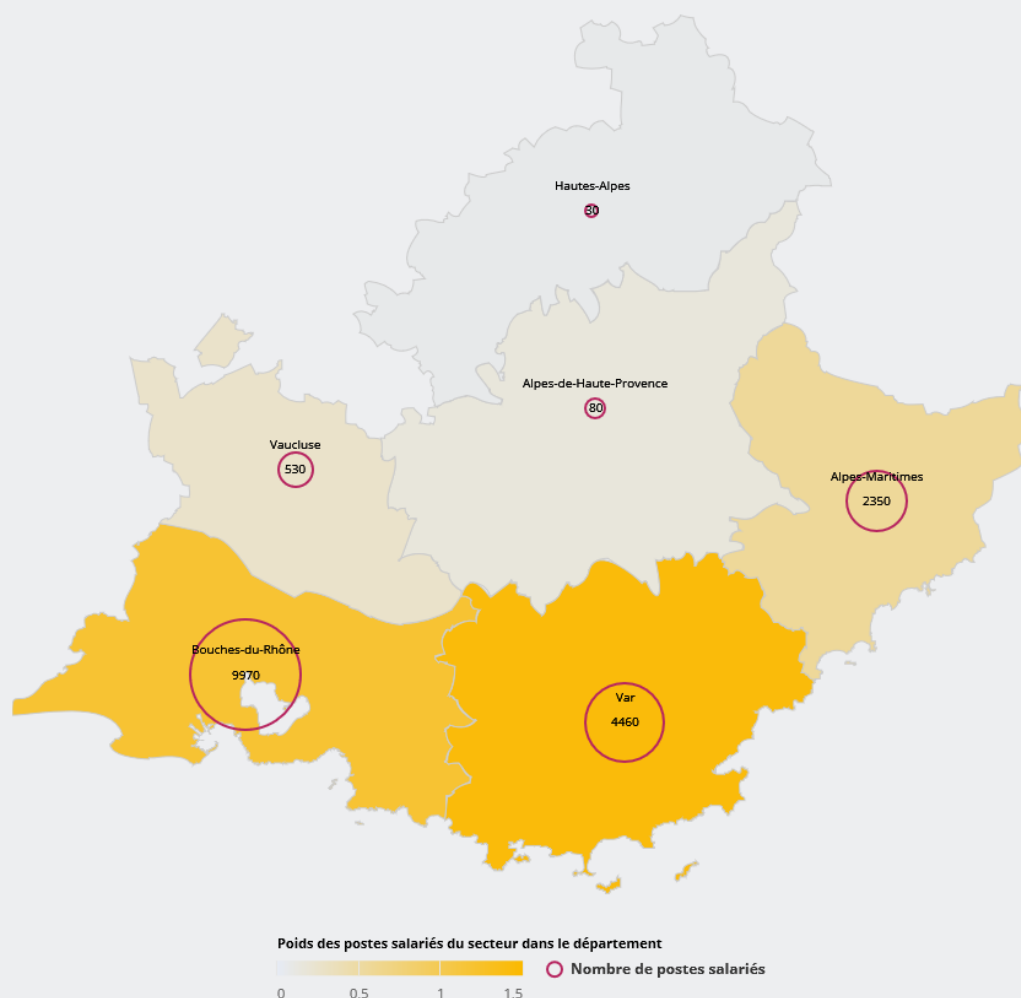 Hautes-Alpes
30
Alpes-de-Haute-Provence
80
Vaucluse
530
Alpes-Maritimes
2350
Bouches-du-Rhône
9970
Var
4460
Poids des postes salariés du secteur dans le département
0 0.5 1 1.5
Nombre de postes salariés